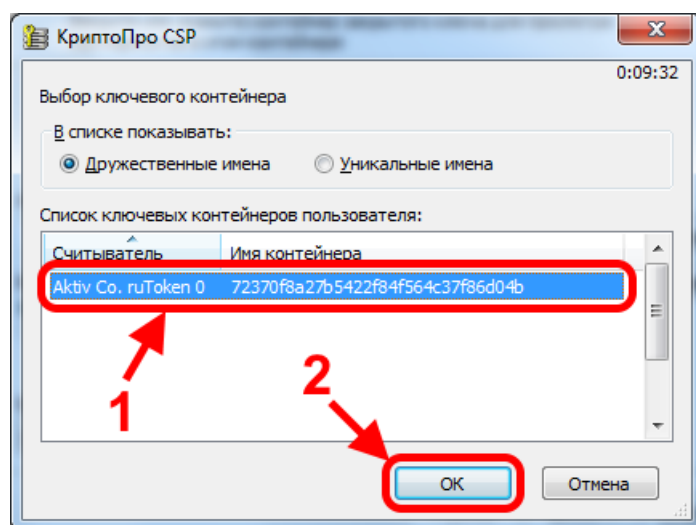 КриптоПро CSP
0:09:32
Выбор ключевого контейнера
В списке показывать:
Дружественные имена Уникальные имена
Список ключевых контейнеров пользователя:
Считыватель Имя контейнера
Aktiv Co. ruToken 0 72370f8a27b5422f84f564c37f86d04b
1
2
ОК Отмена